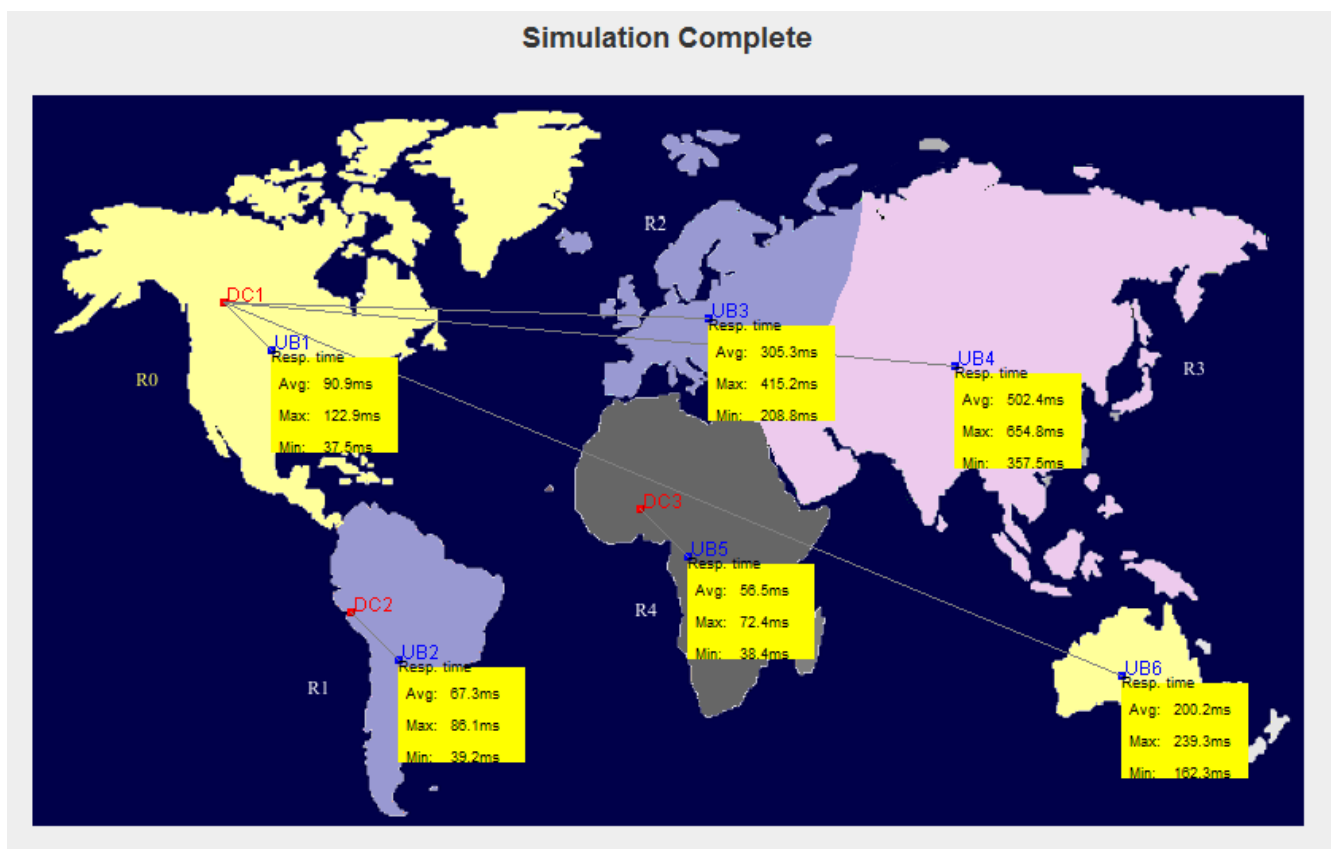 Simulation Complete
R2
DC1
UB3
Resp. time
Avg: 305.3ms
Max: 415.2ms
Min: 208.8ms
UB1
Resp. time
Avg: 90.9ms
Max: 122.9ms
Min: 37.5ms
R0
UB4
Resp. time
Avg: 502.4ms
Max: 654.8ms
Min: 357.5ms
R3
DC3
UB5
Resp. time
Avg: 56.5ms
Max: 72.4ms
Min: 38.4ms
R4
DC2
UB2
Resp. time
Avg: 67.3ms
Max: 86.1ms
Min: 39.2ms
R1
UB6
Resp. time
Avg: 200.2ms
Max: 239.3ms
Min: 162.3ms